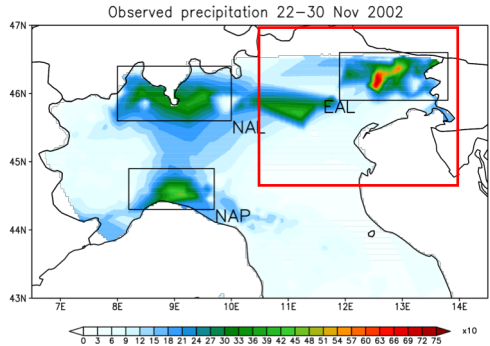 Observed precipitation 22−30 Nov 2002
47N
46N
EAL
NAL
45N
NAP
44N
43N
7E 8E 9E 10E 11E 12E 13E 14E
x10
0 3 6 9 12 15 18 21 24 27 30 33 36 39 42 45 48 51 54 57 60 63 66 69 72 75